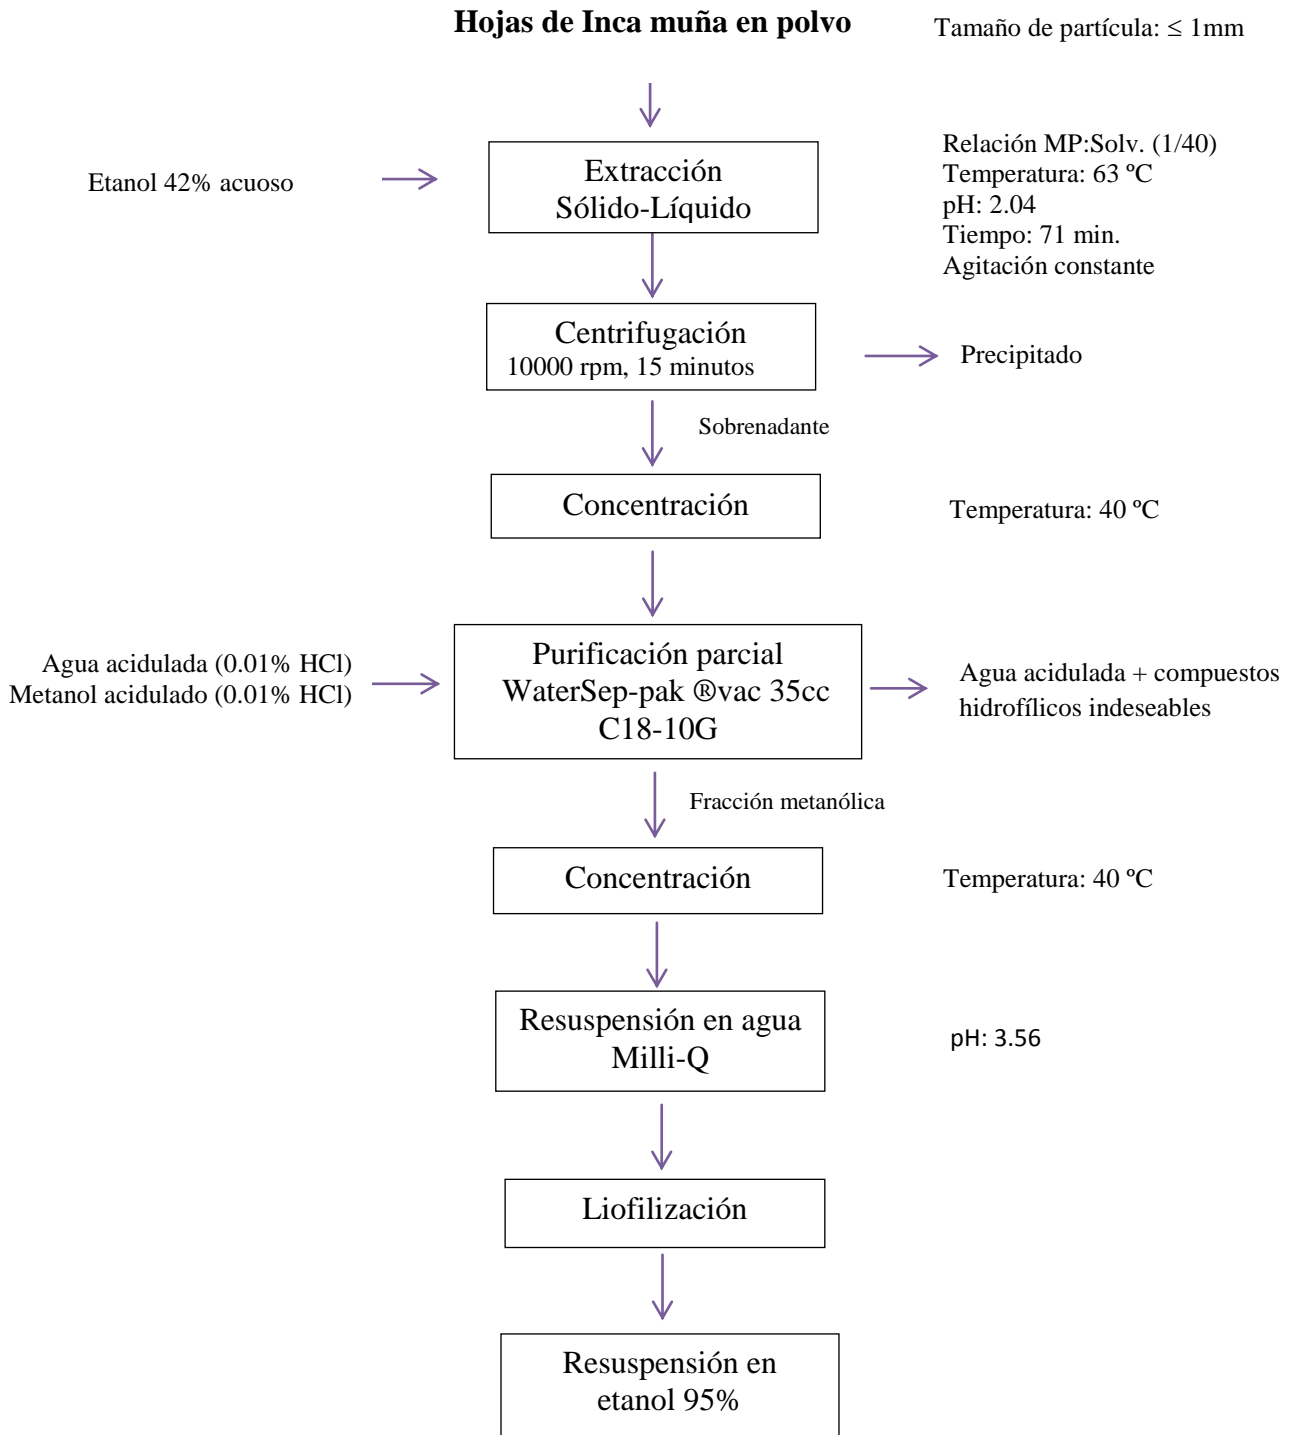 Hojas de Inca muña en polvo
Tamaño de partícula: ≤ 1mm
Etanol 42% acuoso
Extracción
Sólido-Líquido
Relación MP:Solv. (1/40)
Temperatura: 63 ºC
pH: 2.04
Tiempo: 71 min.
Agitación constante
Centrifugación
10000 rpm, 15 minutos
Precipitado
Sobrenadante
Concentración
Temperatura: 40 ºC
Agua acidulada (0.01% HCl)
Metanol acidulado (0.01% HCl)
Purificación parcial
WaterSep-pak ®vac 35cc
C18-10G
Agua acidulada + compuestos
hidrofílicos indeseables
Fracción metanólica
Concentración
Temperatura: 40 ºC
Resuspensión en agua
Milli-Q
pH: 3.56
Liofilización
Resuspensión en
etanol 95%